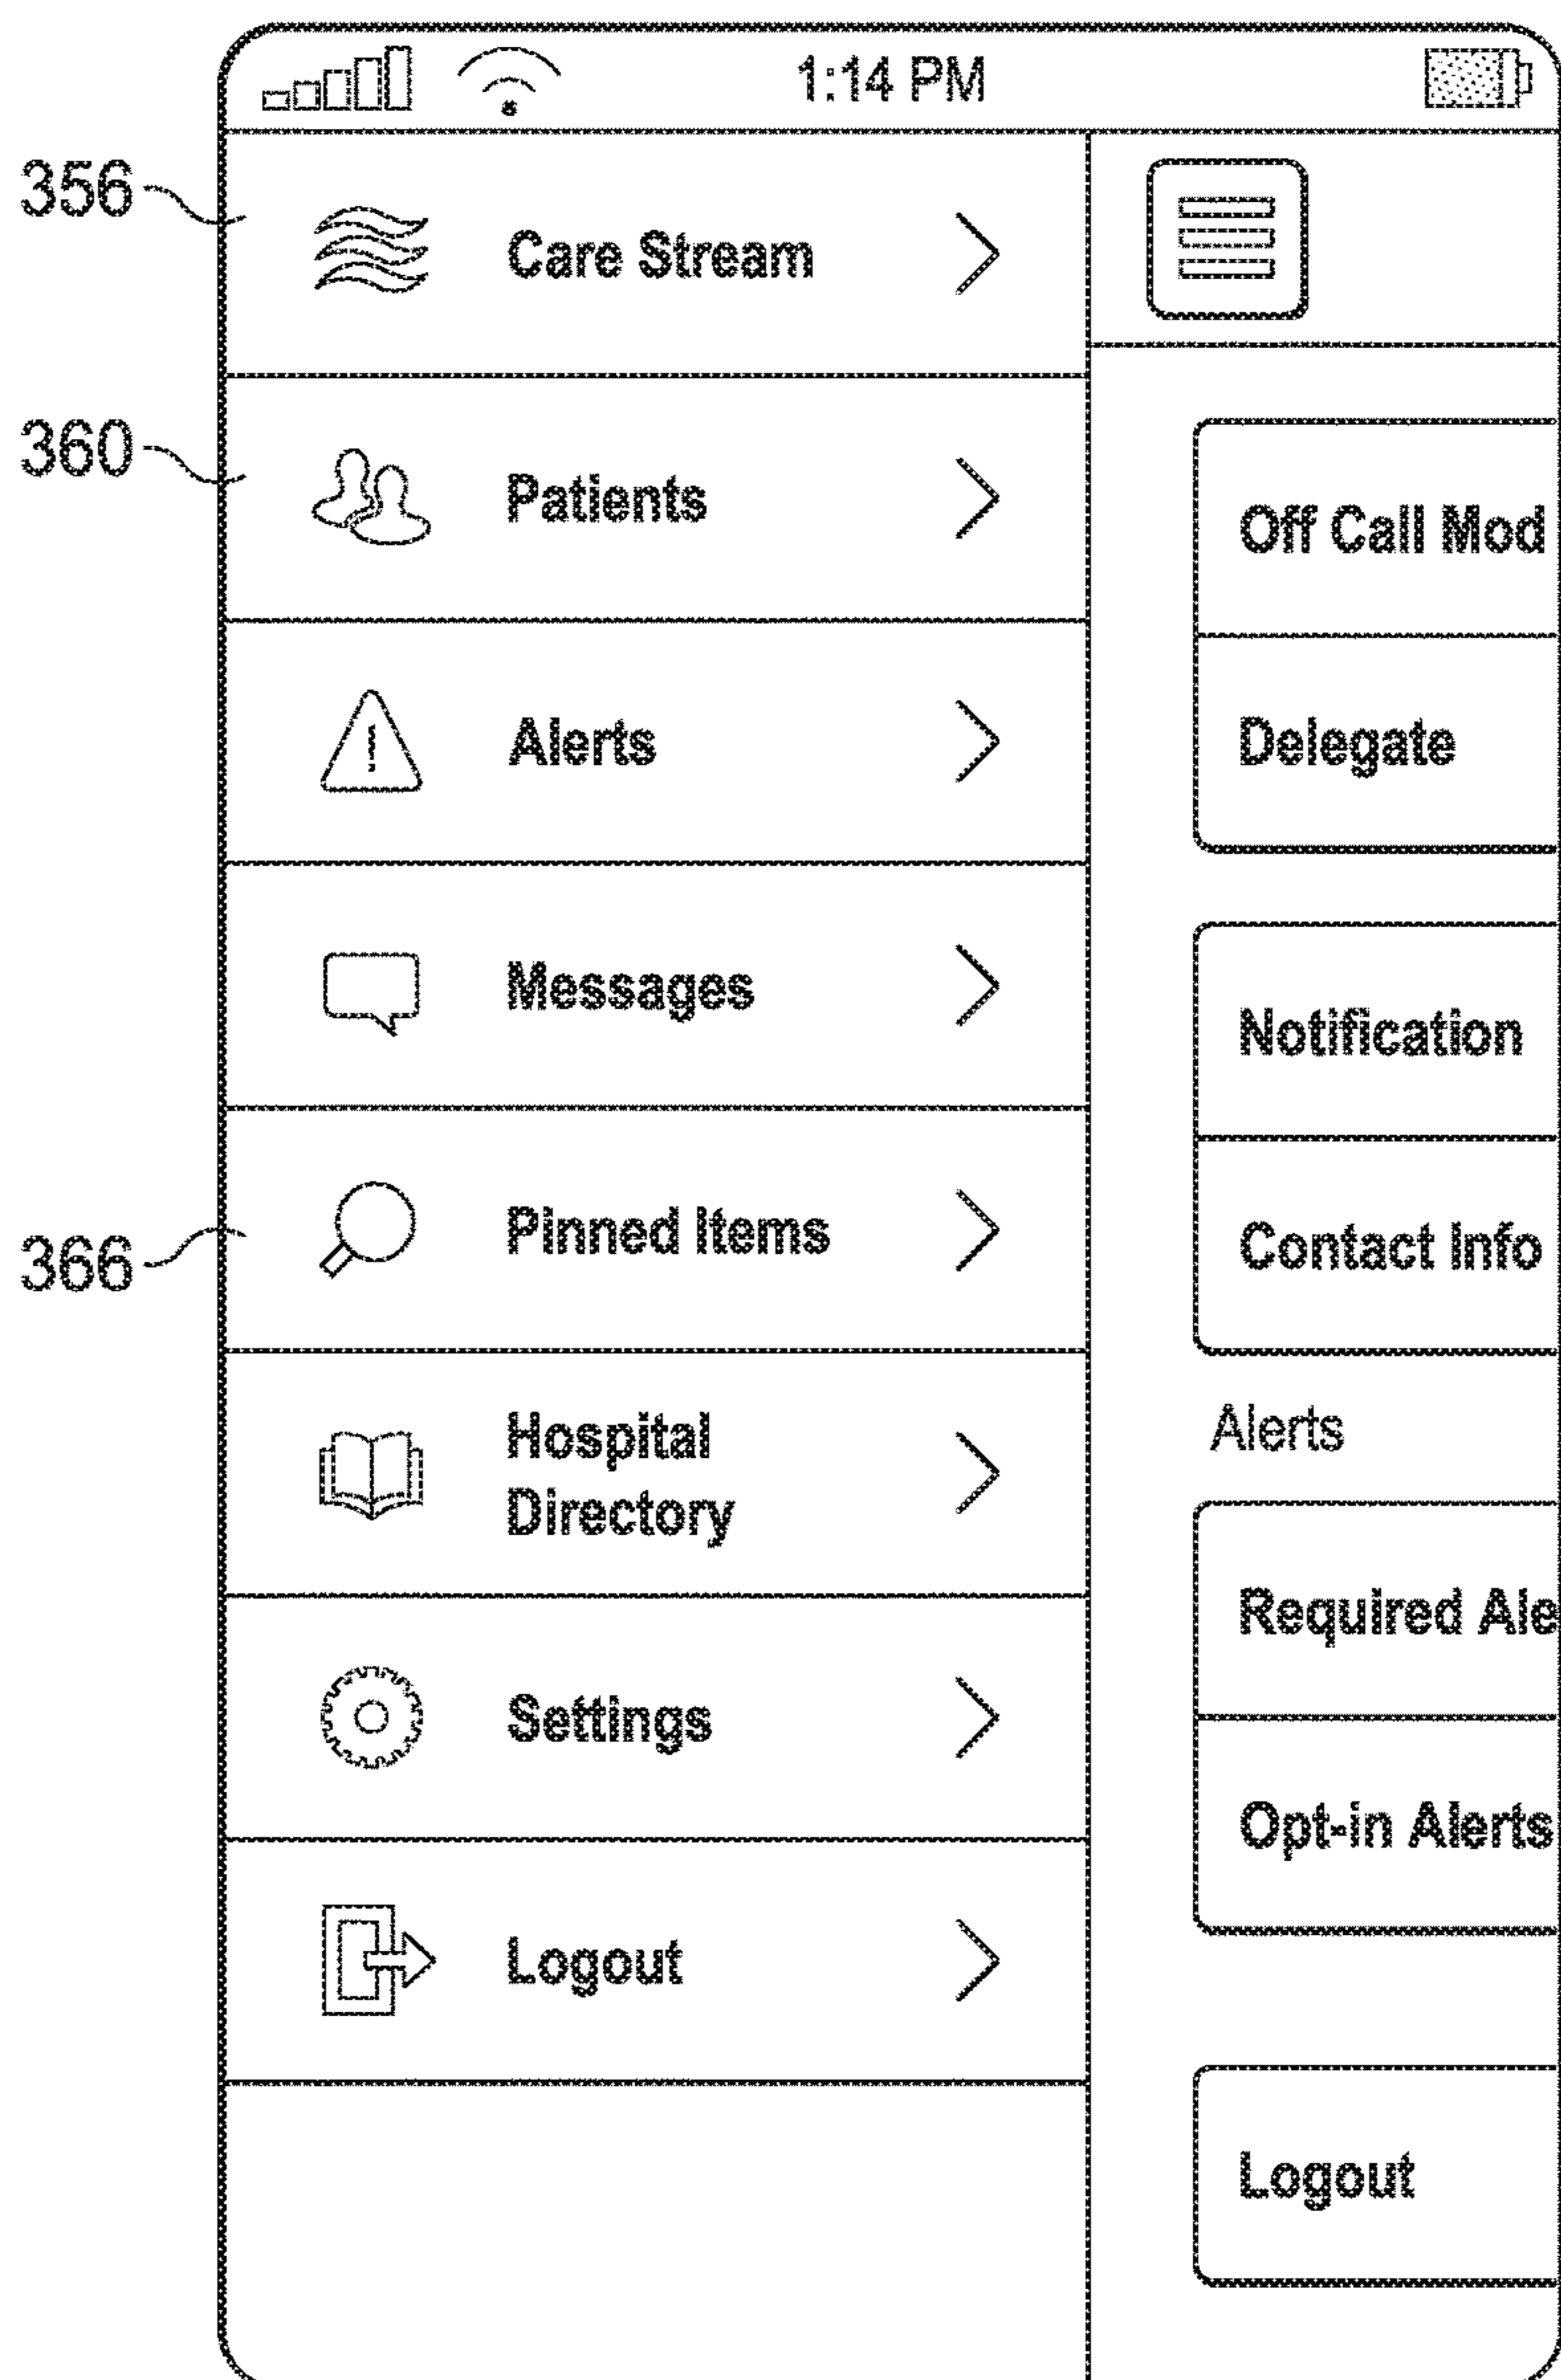 1:14 PM
356
Care Stream
360
Patients
Alerts
Messages
Pinned Items
366
Hospital
Directory
Settings
Logout
Off Call Mod
Delegate
Notification
Contact Info
Alerts
Required Ale
Opt-in Alerts
Logout